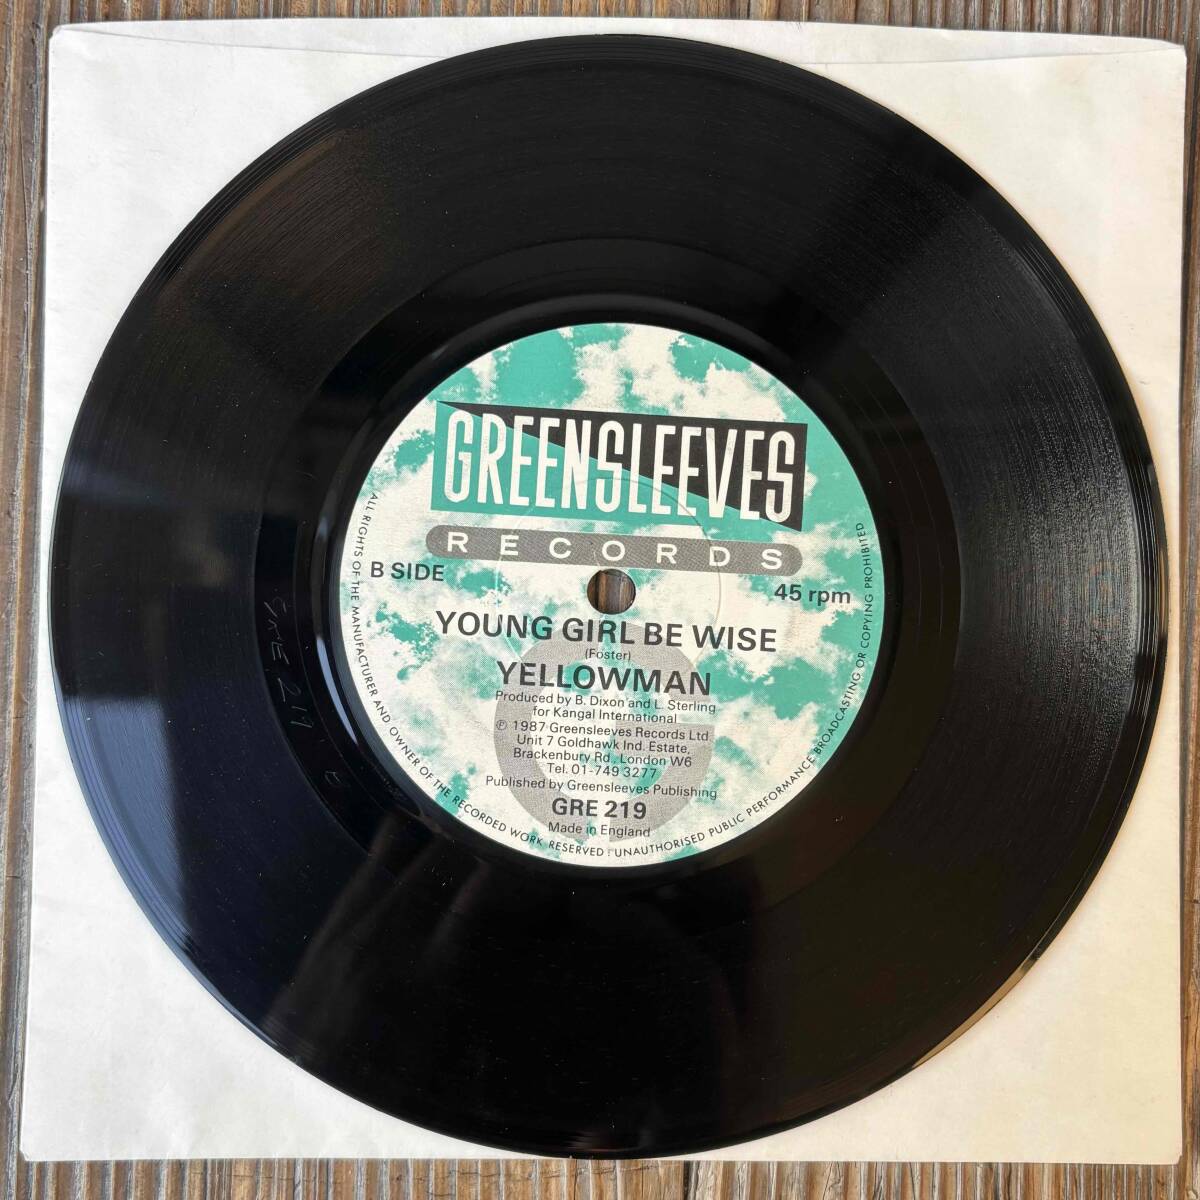 GREENSLEEVES
RECORDS
B SIDE
45 rpm
YOUNG GIRL BE WISE
(Foster)
YELLOWMAN
Produced by B. Dixon and L. Sterling
for Kangal International
℗ 1987 Greensleeves Records Ltd.
Unit 7 Goldhawk Ind. Estate,
Brackenbury Rd., London W6
Tel. 01-749 3277
Published by Greensleeves Publishing
GRE 219
Made in England
ALL RIGHTS OF THE MANUFACTURER AND OWNER OF THE RECORDED WORK RESERVED: UNAUTHORISED PUBLIC PERFORMANCE BROADCASTING OR COPYING PROHIBITED
GRE 219